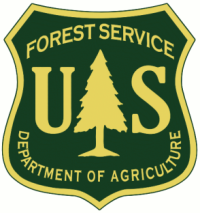 FOREST SERVICE
U S
DEPARTMENT OF AGRICULTURE